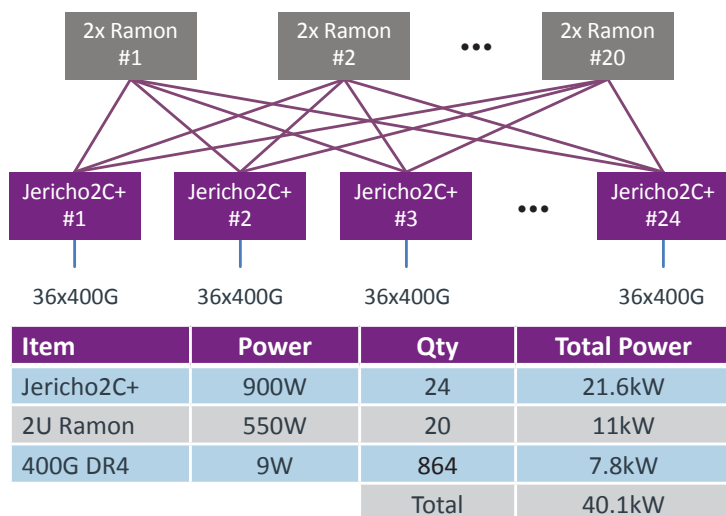 2x Ramon
#1
2x Ramon
#2
...
2x Ramon
#20
Jericho2C+
#1
Jericho2C+
#2
Jericho2C+
#3
...
Jericho2C+
#24
36x400G
36x400G
36x400G
36x400G
Item Power Qty Total Power
Jericho2C+ 900W 24 21.6kW
2U Ramon 550W 20 11kW
400G DR4 9W 864 7.8kW
Total 40.1kW